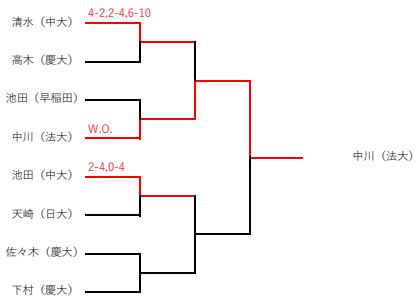 4-2,2-4,6-10
清水（中大）
高木（慶大）
池田（早稲田）
W.O.
中川（法大）
中川（法大）
2-4,0-4
池田（中大）
天崎（日大）
佐々木（慶大）
下村（慶大）